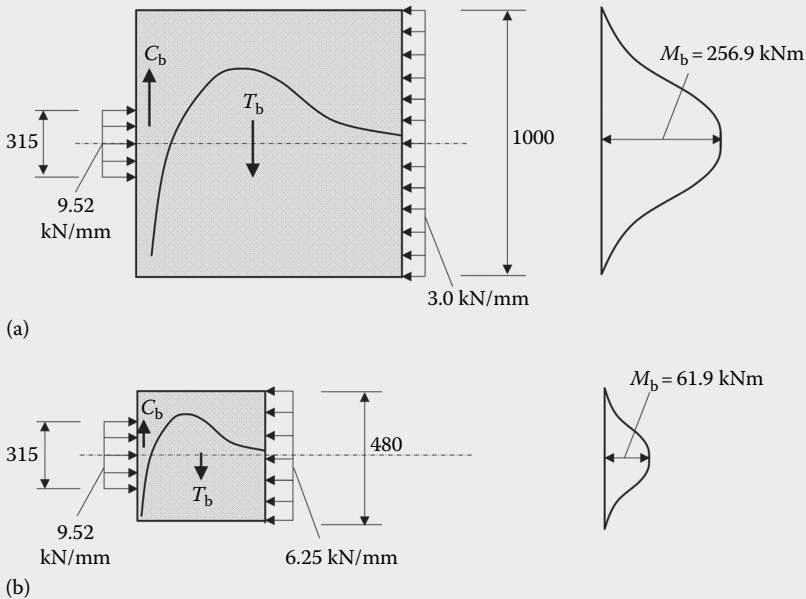 C_b
M_b = 256.9 kNm
T_b
315
1000
9.52
kN/mm
3.0 kN/mm
(a)
M_b = 61.9 kNm
C_b
315
480
T_b
9.52
kN/mm
6.25 kN/mm
(b)